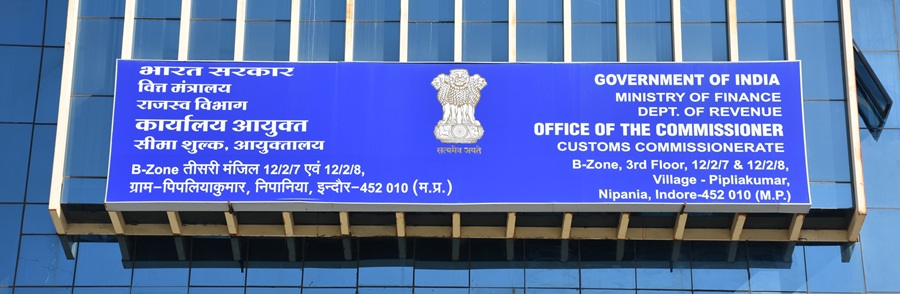 भारत सरकार
वित्त मंत्रालय
राजस्व विभाग
कार्यालय आयुक्त
सीमा शुल्क, आयुक्तालय
B-Zone तीसरी मंजिल 12/2/7 एवं 12/2/8,
ग्राम-पिपलियाकुमार, निपानिया, इन्दौर-452 010 (म.प्र.)
सत्यमेव जयते
GOVERNMENT OF INDIA
MINISTRY OF FINANCE
DEPT. OF REVENUE
OFFICE OF THE COMMISSIONER
CUSTOMS COMMISSIONERATE
B-Zone, 3rd Floor, 12/2/7 & 12/2/8,
Village - Pipliakumar,
Nipania, Indore-452 010 (M.P.)